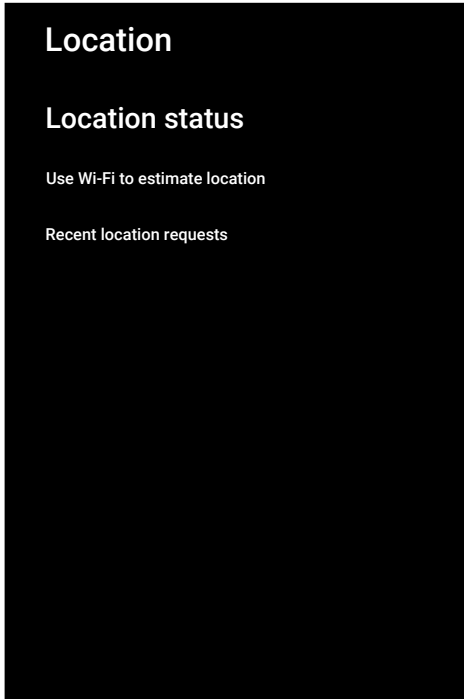 Location
Location status
Use Wi-Fi to estimate location
Recent location requests